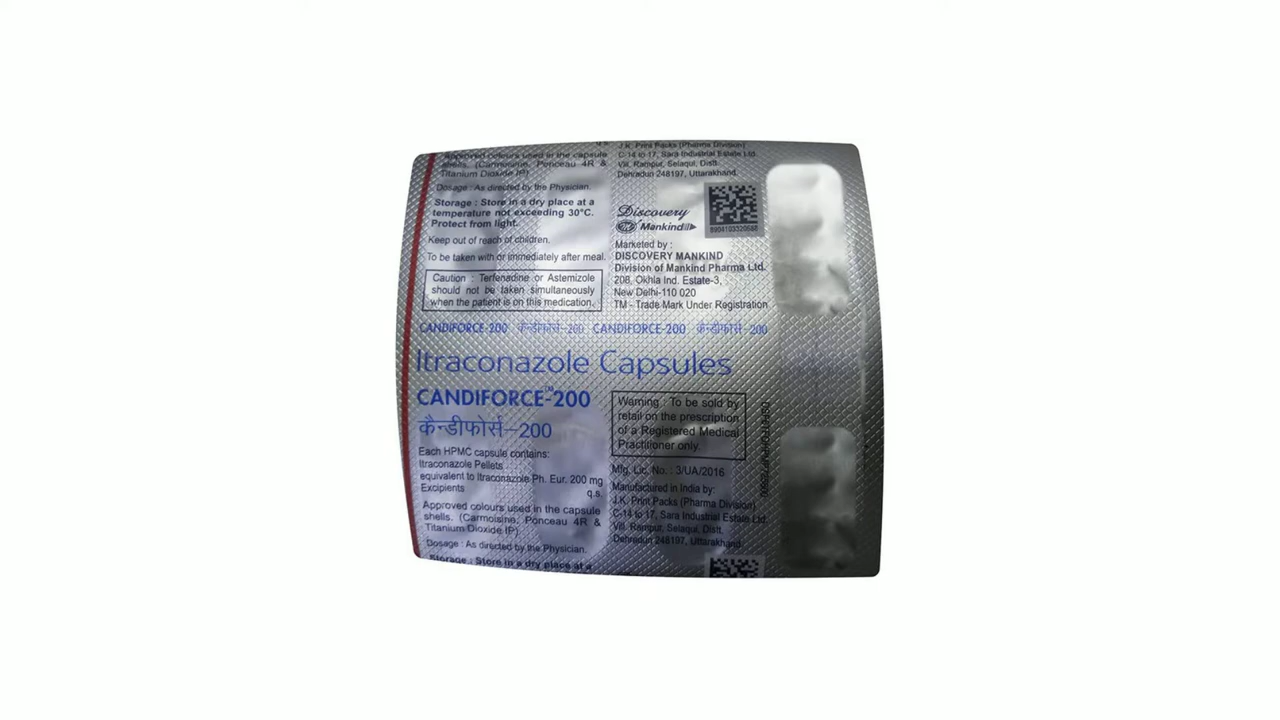 Approved colours used in the capsule
shells. (Carmoisine, Ponceau 4R &
Titanium Dioxide IP)
Dosage : As directed by the Physician.
Storage : Store in a dry place at a
temperature not exceeding 30°C.
Protect from light.
Keep out of reach of children.
To be taken with or immediately after meal.
Caution : Terfenadine or Astemizole
should not be taken simultaneously
when the patient is on this medication.
J.K. Print Packs (Pharma Division)
C-14 to 17, Sara Industrial Estate Ltd.
Vill. Rampur, Selaqui, Distt.
Dehradun 248197, Uttarakhand.
Discovery
Mankind
Marketed by :
DISCOVERY MANKIND
Division of Mankind Pharma Ltd.
208, Okhla Ind. Estate-3,
New Delhi-110 020
TM - Trade Mark Under Registration
CANDIFORCE-200 कैन्डीफोर्स-200 CANDIFORCE-200 कैन्डीफोर्स-200
Itraconazole Capsules
CANDIFORCE™-200
कैन्डीफोर्स-200
Each HPMC capsule contains:
Itraconazole Pellets
equivalent to Itraconazole Ph. Eur. 200 mg
Excipients q.s.
Approved colours used in the capsule
shells. (Carmoisine, Ponceau 4R &
Titanium Dioxide IP)
Dosage : As directed by the Physician.
Storage : Store in a dry place at a
Warning : To be sold by
retail on the prescription
of a Registered Medical
Practitioner only.
Mfg. Lic. No. : 3/UA/2016
Manufactured in India by:
J.K. Print Packs (Pharma Division)
C-14 to 17, Sara Industrial Estate Ltd.
Vill. Rampur, Selaqui, Distt.
Dehradun 248197, Uttarakhand.